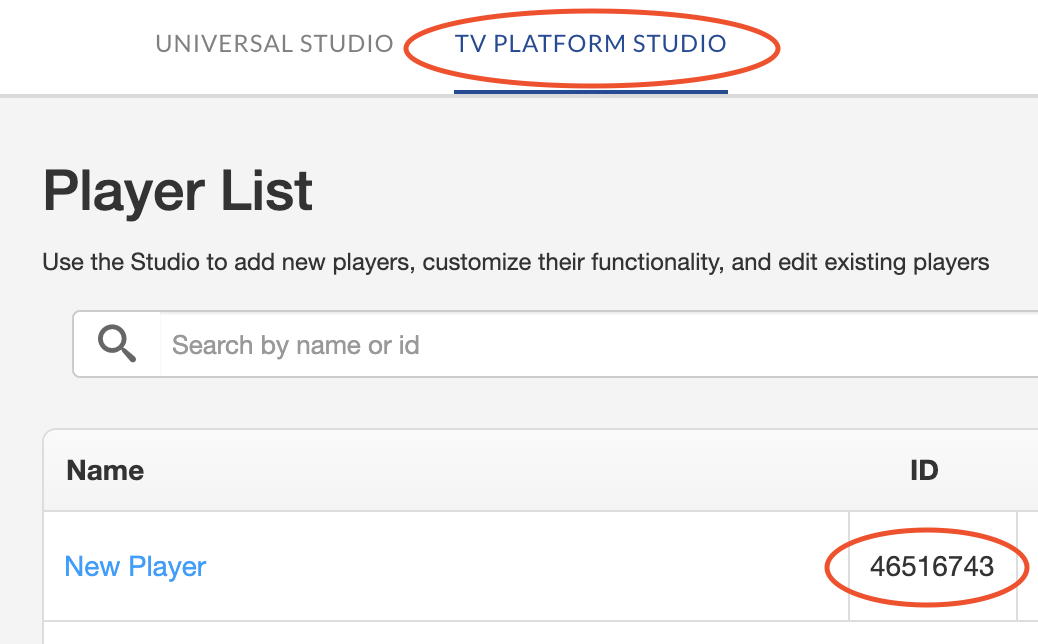 UNIVERSAL STUDIO TV PLATFORM STUDIO
Player List
Use the Studio to add new players, customize their functionality, and edit existing players
Search by name or id
Name ID
New Player 46516743